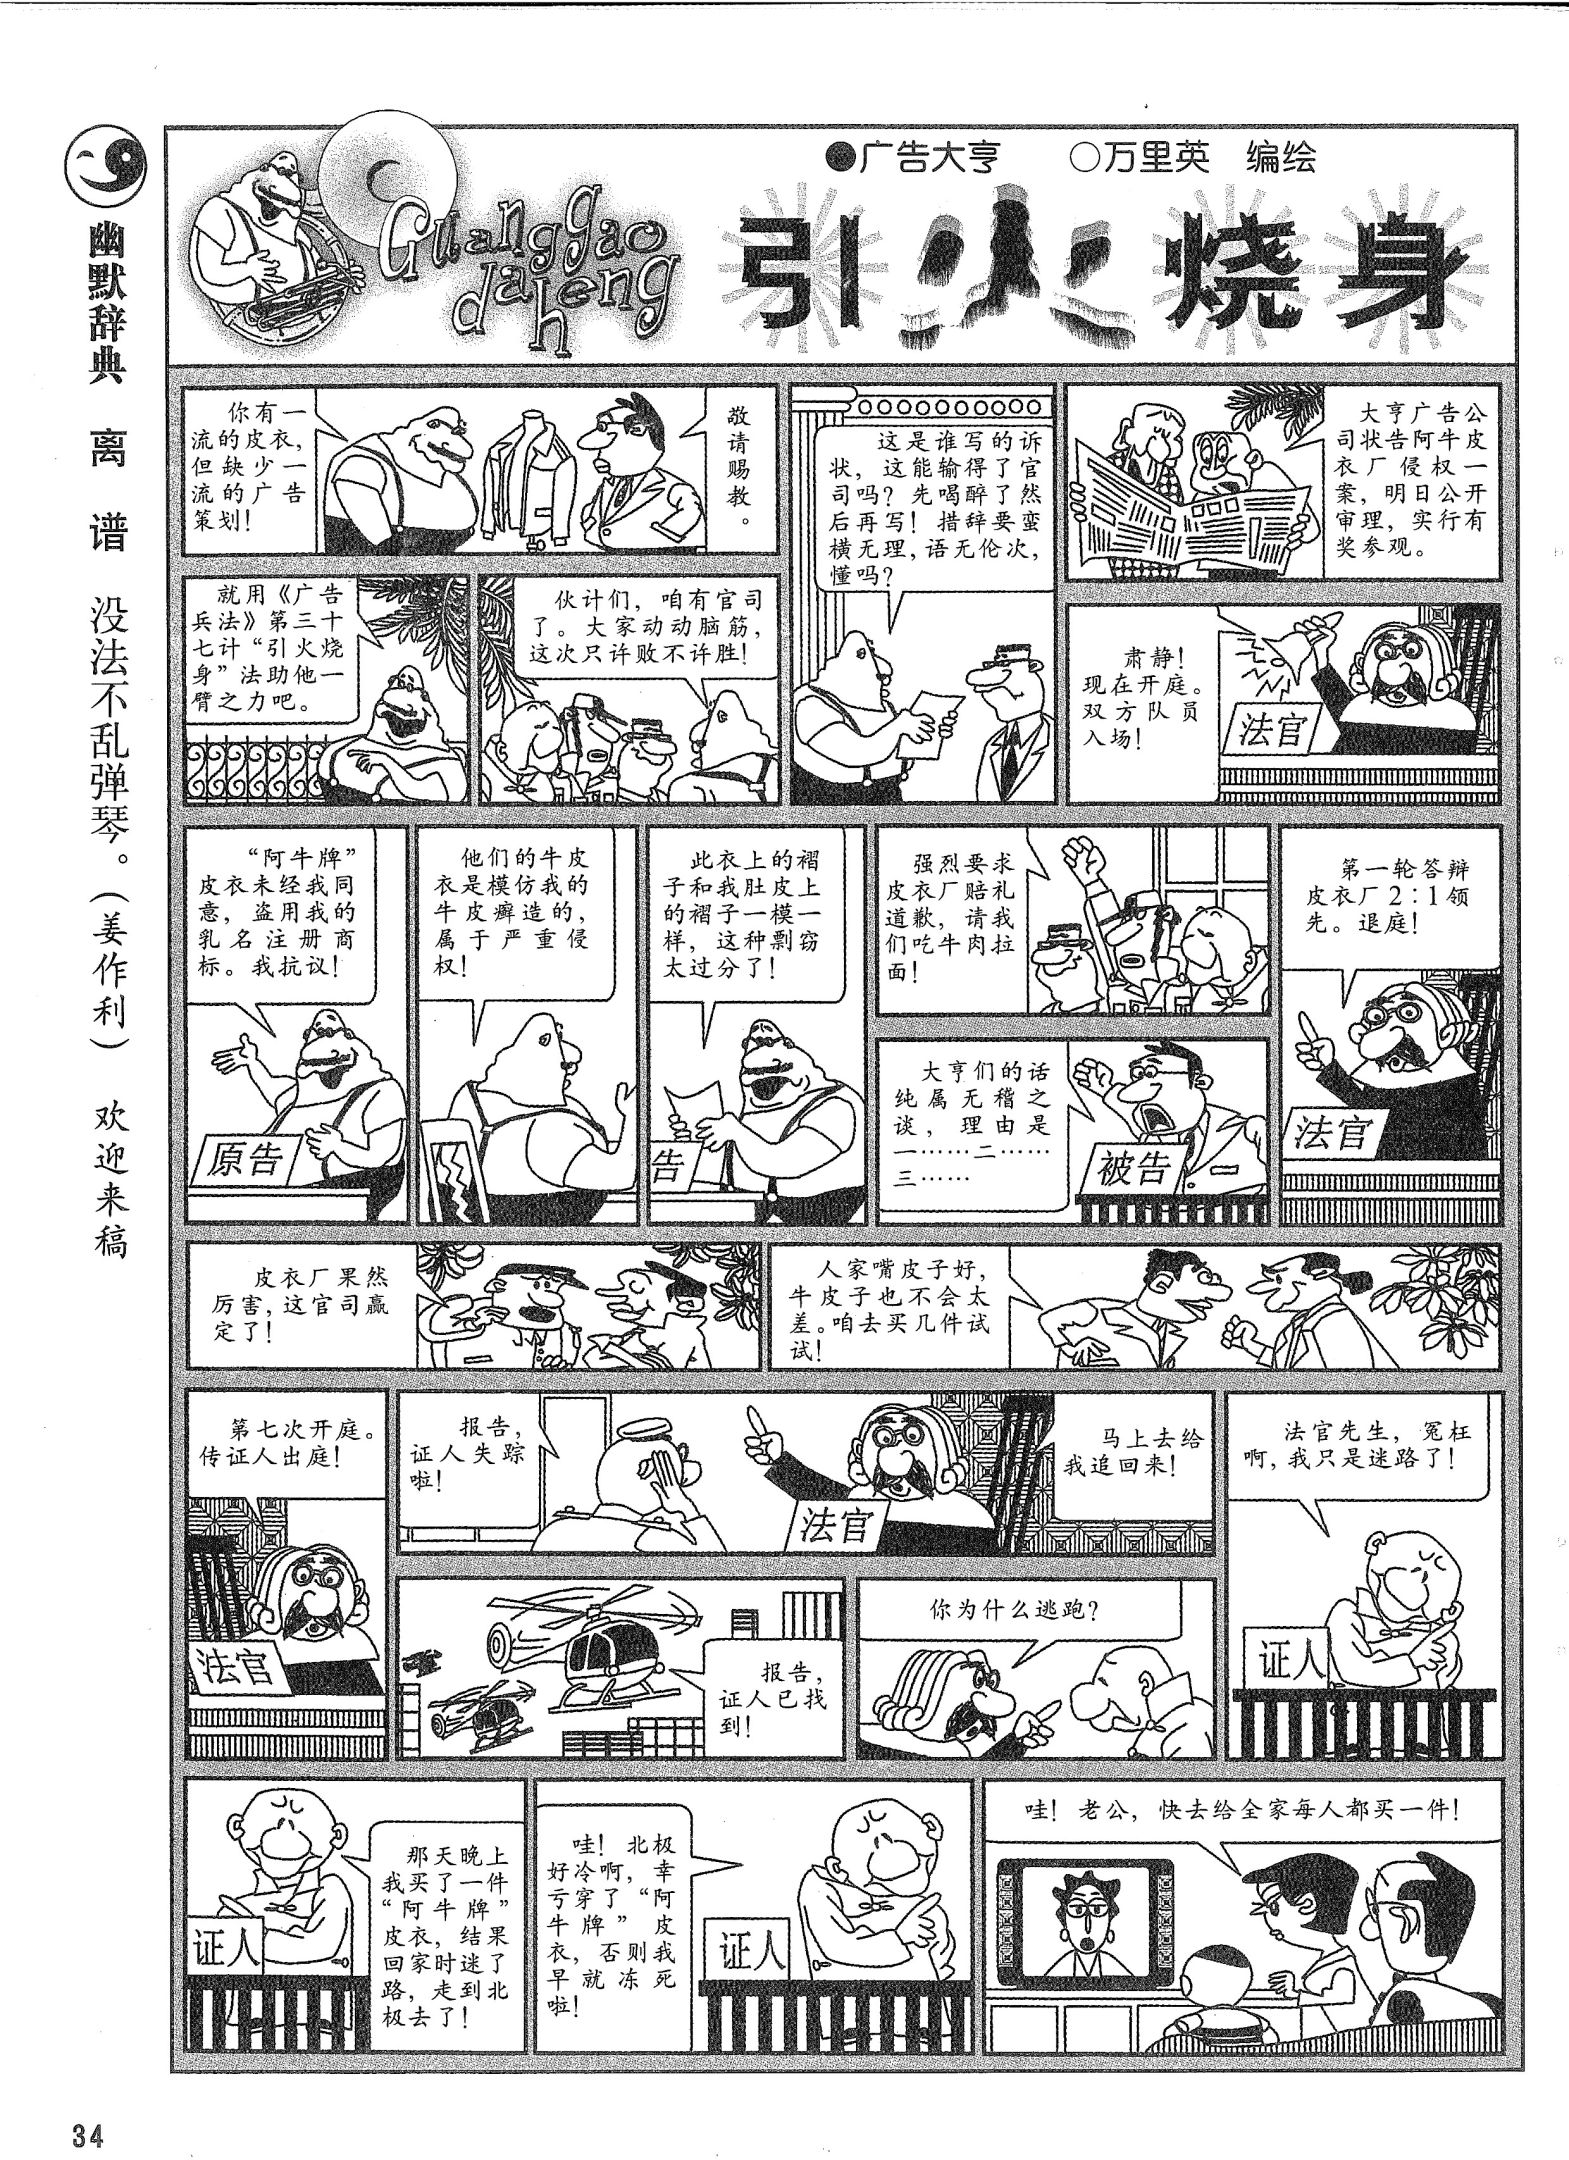 ●广告大亨 ○万里英 编绘
Guanggao
daheng
引火烧身
幽默辞典 离谱 没法不乱弹琴。(姜作利) 欢迎来稿
你有一
流的皮衣，
但缺少一
流的广告
策划！
敬请赐教。
就用《广告
兵法》第三十
七计“引火烧
身”法助他一
臂之力吧。
伙计们，咱有官司
了。大家动动脑筋，
这次只许败不许胜！
这是谁写的诉
状，这能输得了官
司吗？先喝醉了然
后再写！措辞要蛮
横无理，语无伦次，
懂吗？
大亨广告公
司状告阿牛皮
衣厂侵权一
案，明日公开
审理，实行有
奖参观。
肃静！
现在开庭。
双方队员
入场！
法官
“阿牛牌”
皮衣未经我同
意，盗用我的
乳名注册商
标。我抗议！
原告
他们的牛皮
衣是模仿我的
牛皮癣造的，
属于严重侵
权！
此衣上的褶
子和我肚皮上
的褶子一模一
样，这种剽窃
太过分了！
告
强烈要求
皮衣厂赔礼
道歉，请我
们吃牛肉拉
面！
大亨们的话
纯属无稽之
谈，理由是
一……二……
三……
被告
第一轮答辩
皮衣厂2:1领
先。退庭！
法官
皮衣厂果然
厉害，这官司赢
定了！
人家嘴皮子好，
牛皮子也不会太
差。咱去买几件试
试！
第七次开庭。
传证人出庭！
法官
报告，
证人失踪
啦！
法官
马上去给
我追回来！
报告，
证人已找
到！
你为什么逃跑？
法官先生，冤枉
啊，我只是迷路了！
证人
那天晚上
我买了一件
“阿牛牌”
皮衣，结果
回家时迷了
路，走到北
极去了！
证人
哇！北极
好冷啊，幸
亏穿了“阿
牛牌”皮
衣，否则我
早就冻死
啦！
证人
哇！老公，快去给全家每人都买一件！
34